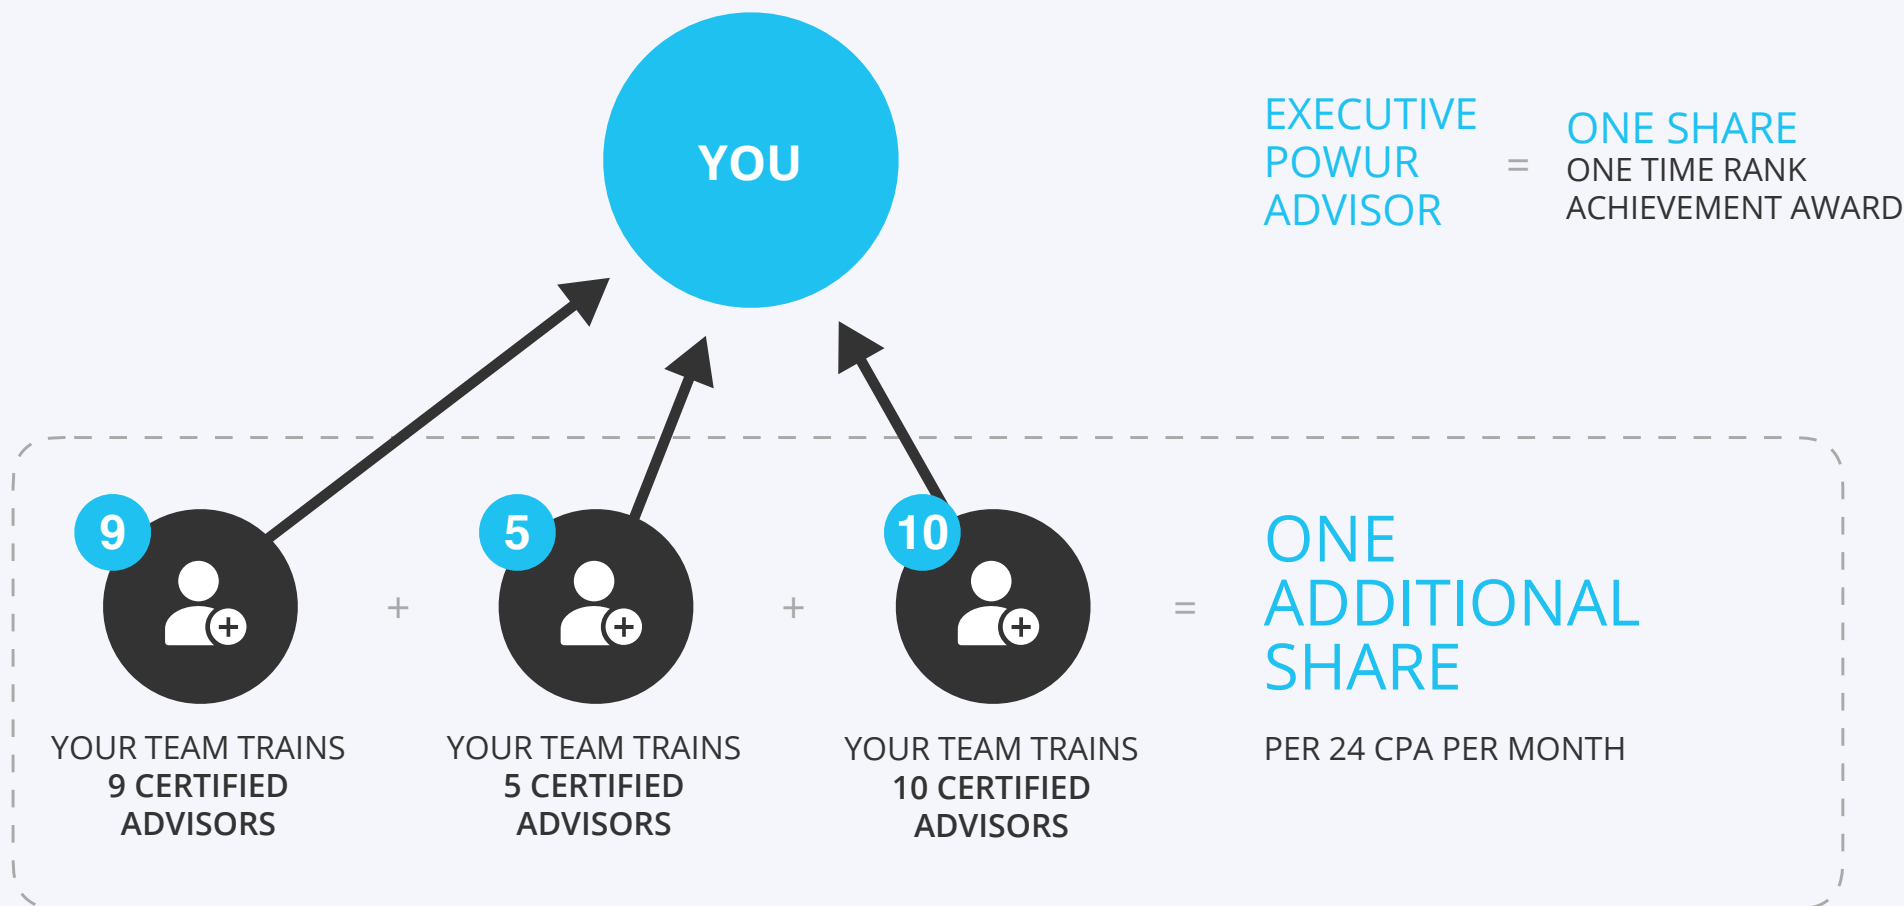 YOU
EXECUTIVE
POWUR
ADVISOR
=
ONE SHARE
ONE TIME RANK
ACHIEVEMENT AWARD
9
YOUR TEAM TRAINS
9 CERTIFIED
ADVISORS
+
5
YOUR TEAM TRAINS
5 CERTIFIED
ADVISORS
+
10
YOUR TEAM TRAINS
10 CERTIFIED
ADVISORS
=
ONE
ADDITIONAL
SHARE
PER 24 CPA PER MONTH